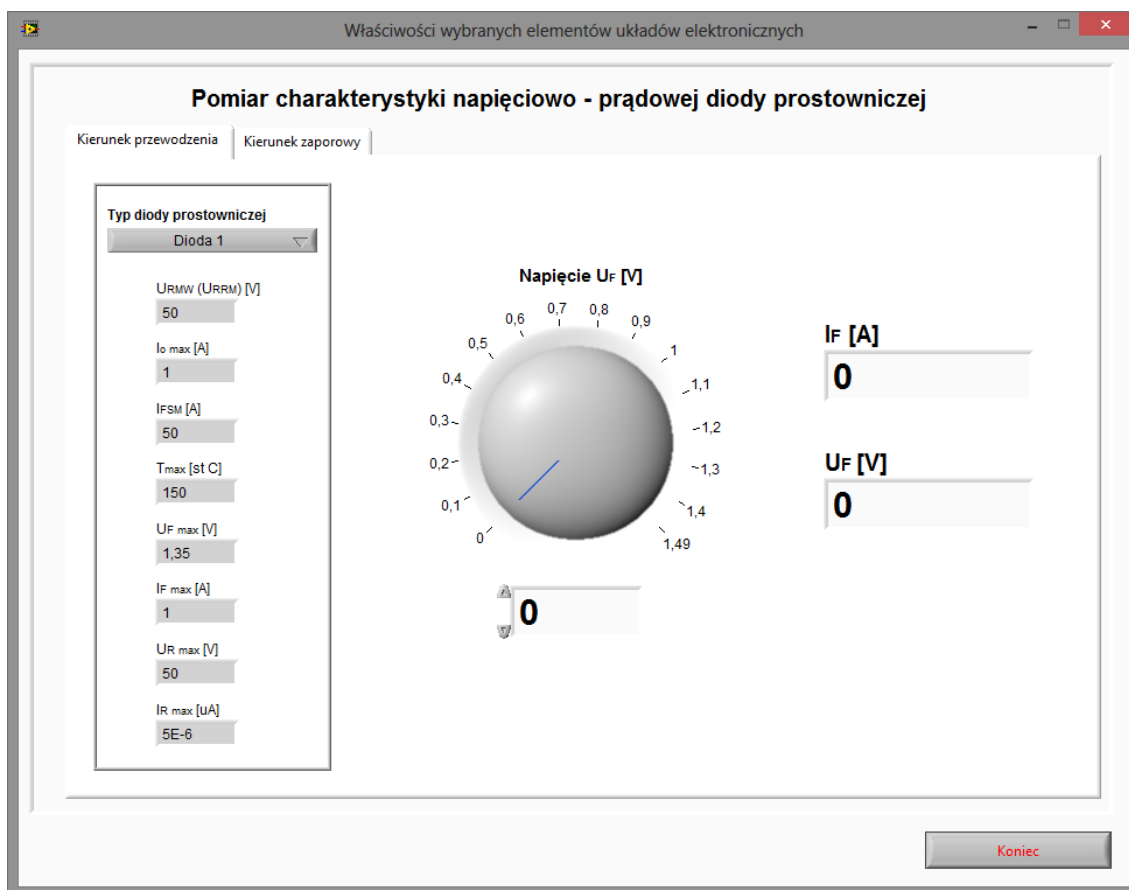 Właściwości wybranych elementów układów elektronicznych
Pomiar charakterystyki napięciowo - prądowej diody prostowniczej
Kierunek przewodzenia
Kierunek zaporowy
Typ diody prostowniczej
Dioda 1
URMW (URRM) [V]
50
Io max [A]
1
IFSM [A]
50
Tmax [st C]
150
UF max [V]
1,35
IF max [A]
1
UR max [V]
50
IR max [uA]
5E-6
Napięcie UF [V]
0
0,1
0,2
0,3
0,4
0,5
0,6
0,7
0,8
0,9
1
1,1
1,2
1,3
1,4
1,49
0
IF [A]
0
UF [V]
0
Koniec